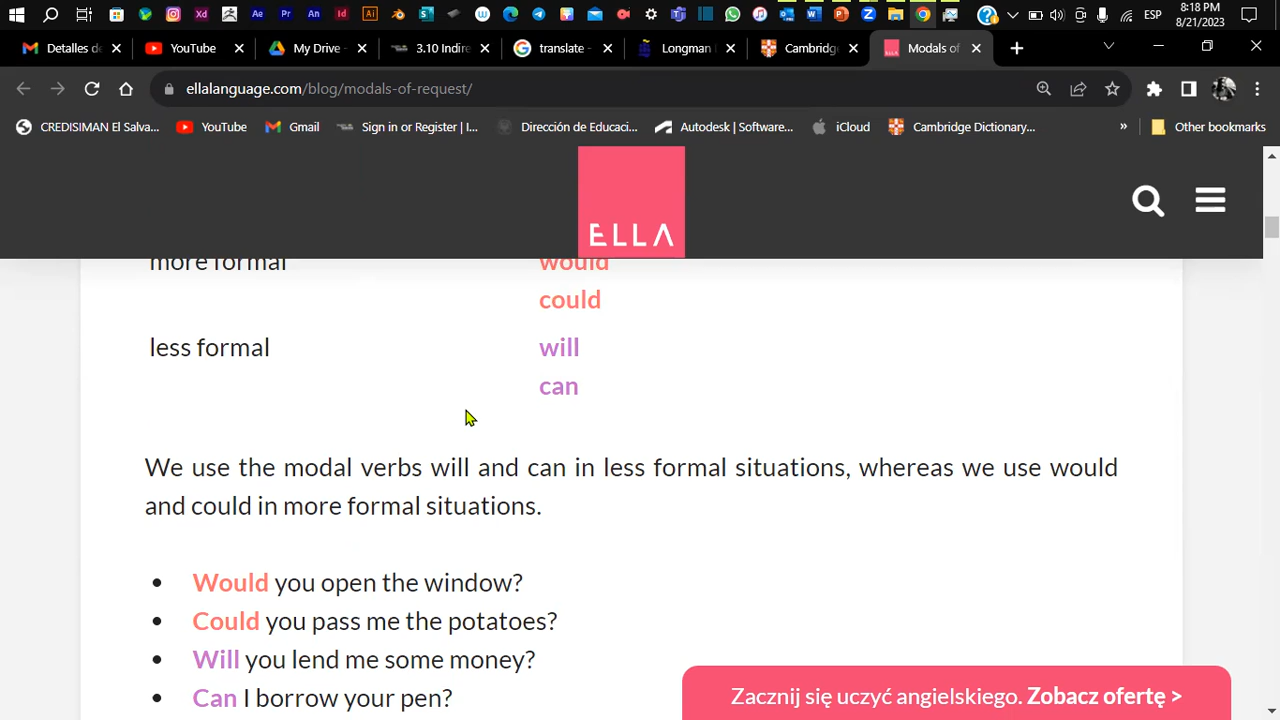 8:18 PM
ESP
8/21/2023
Detalles de
YouTube
My Drive -
3.10 Indire
translate -
Longman
Cambridg
Modals of
ellalanguage.com/blog/modals-of-request/
CREDISIMAN El Salva...
YouTube
Gmail
Sign in or Register | I...
Dirección de Educaci...
Autodesk | Software...
iCloud
Cambridge Dictionary...
»
Other bookmarks
ELLA
more formal
would
could
less formal
will
can
We use the modal verbs will and can in less formal situations, whereas we use would
and could in more formal situations.
• Would you open the window?
• Could you pass me the potatoes?
• Will you lend me some money?
• Can I borrow your pen?
Zacznij się uczyć angielskiego. Zobacz ofertę >